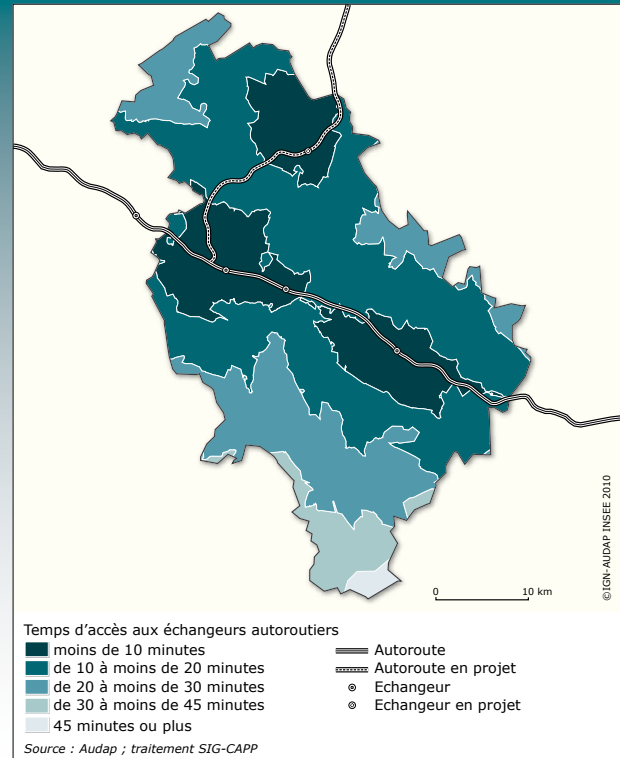 ©IGN-AUDAP INSEE 2010
0 10 km
Temps d'accès aux échangeurs autoroutiers
moins de 10 minutes
de 10 à moins de 20 minutes
de 20 à moins de 30 minutes
de 30 à moins de 45 minutes
45 minutes ou plus
Autoroute
Autoroute en projet
Echangeur
Echangeur en projet
Source : Audap ; traitement SIG-CAPP